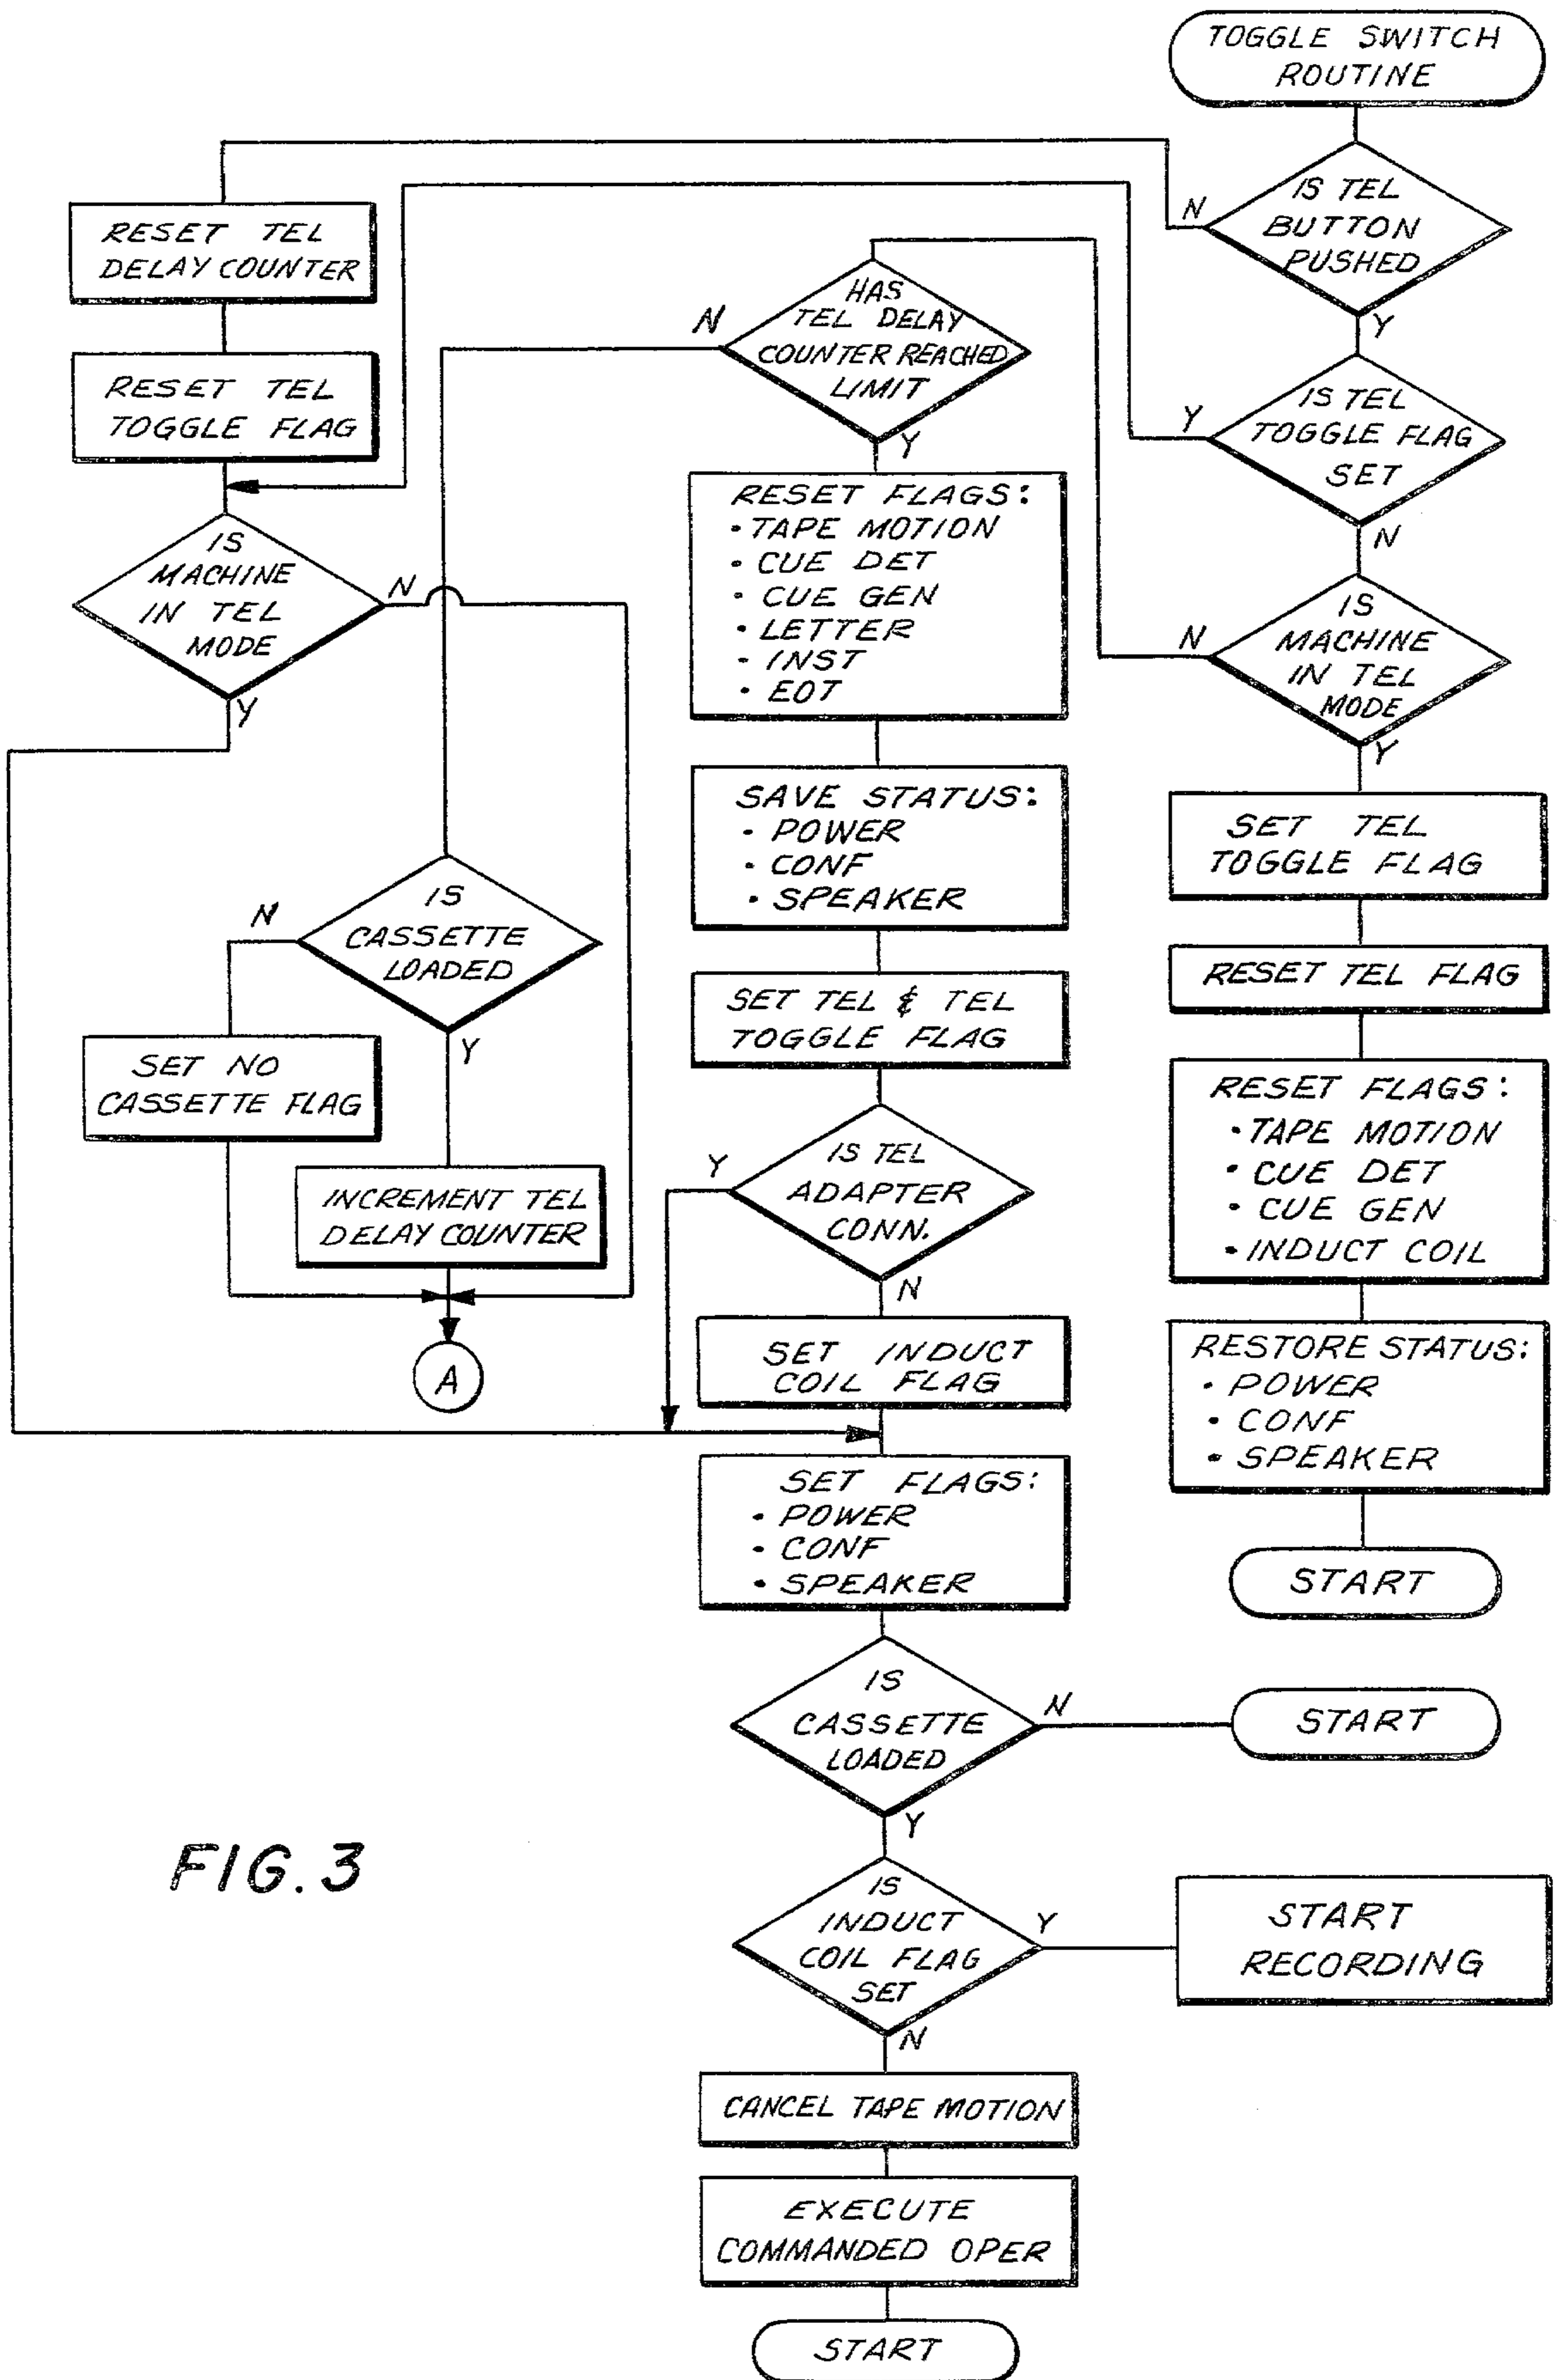 TOGGLE SWITCH
ROUTINE
IS TEL
BUTTON
PUSHED
N
Y
IS TEL
TOGGLE FLAG
SET
Y
N
IS
MACHINE
IN TEL
MODE
N
Y
SET TEL
TOGGLE FLAG
RESET TEL FLAG
RESET FLAGS:
• TAPE MOTION
• CUE DET
• CUE GEN
• INDUCT COIL
RESTORE STATUS:
• POWER
• CONF
• SPEAKER
START
RESET TEL
DELAY COUNTER
RESET TEL
TOGGLE FLAG
IS
MACHINE
IN TEL
MODE
N
Y
HAS
TEL DELAY
COUNTER REACHED
LIMIT
N
Y
IS
CASSETTE
LOADED
N
Y
SET NO
CASSETTE FLAG
INCREMENT TEL
DELAY COUNTER
A
RESET FLAGS:
• TAPE MOTION
• CUE DET
• CUE GEN
• LETTER
• INST
• EOT
SAVE STATUS:
• POWER
• CONF
• SPEAKER
SET TEL & TEL
TOGGLE FLAG
IS TEL
ADAPTER
CONN.
Y
N
SET INDUCT
COIL FLAG
SET FLAGS:
• POWER
• CONF
• SPEAKER
IS
CASSETTE
LOADED
N
START
Y
IS
INDUCT
COIL FLAG
SET
Y
START
RECORDING
N
CANCEL TAPE MOTION
EXECUTE
COMMANDED OPER
START
FIG. 3